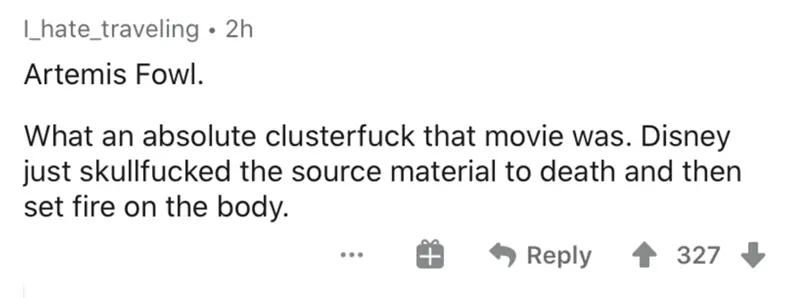 I_hate_traveling • 2h
Artemis Fowl.
What an absolute clusterfuck that movie was. Disney
just skullfucked the source material to death and then
set fire on the body.
... Reply 327